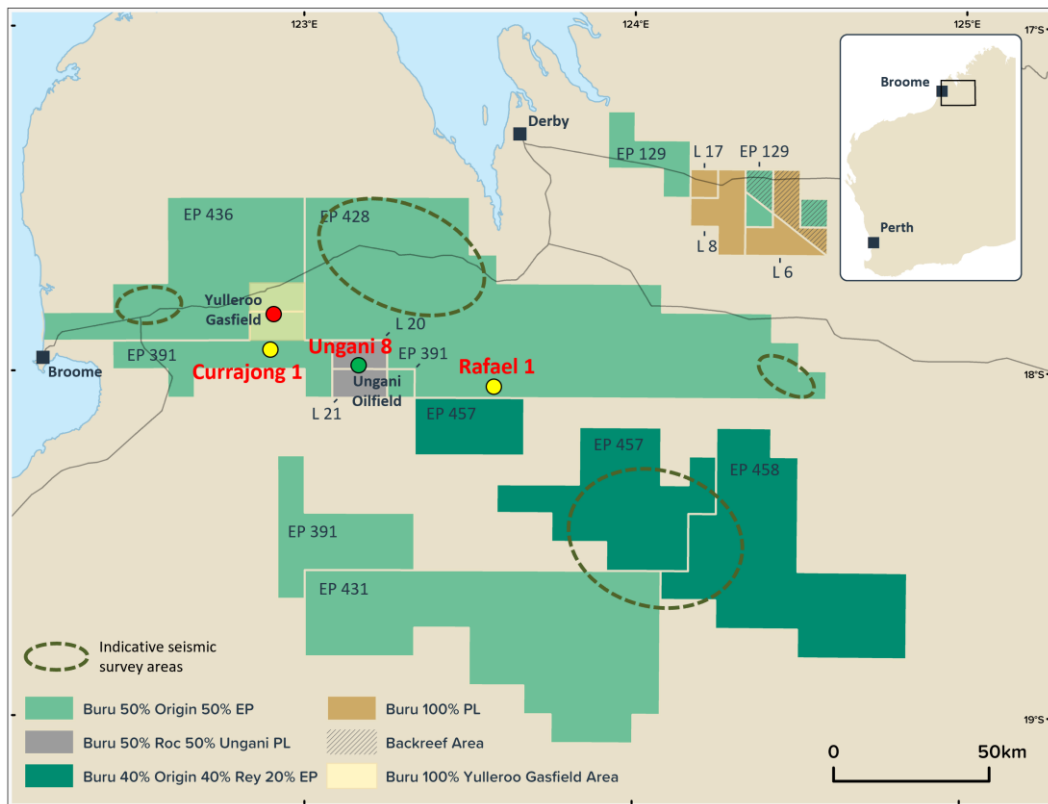 123°E
124°E
125°E
17°S
Broome
Perth
Derby
EP 129
L 17
EP 129
L 8
L 6
EP 436
EP 428
Yulleroo
Gasfield
L 20
EP 391
Currajong 1
Ungani 8
EP 391
Rafael 1
Broome
Ungani
Oilfield
L 21
18°S
EP 457
EP 457
EP 458
EP 391
EP 431
Indicative seismic
survey areas
Buru 50% Origin 50% EP
Buru 50% Roc 50% Ungani PL
Buru 40% Origin 40% Rey 20% EP
Buru 100% PL
Backreef Area
Buru 100% Yulleroo Gasfield Area
19°S
0
50km